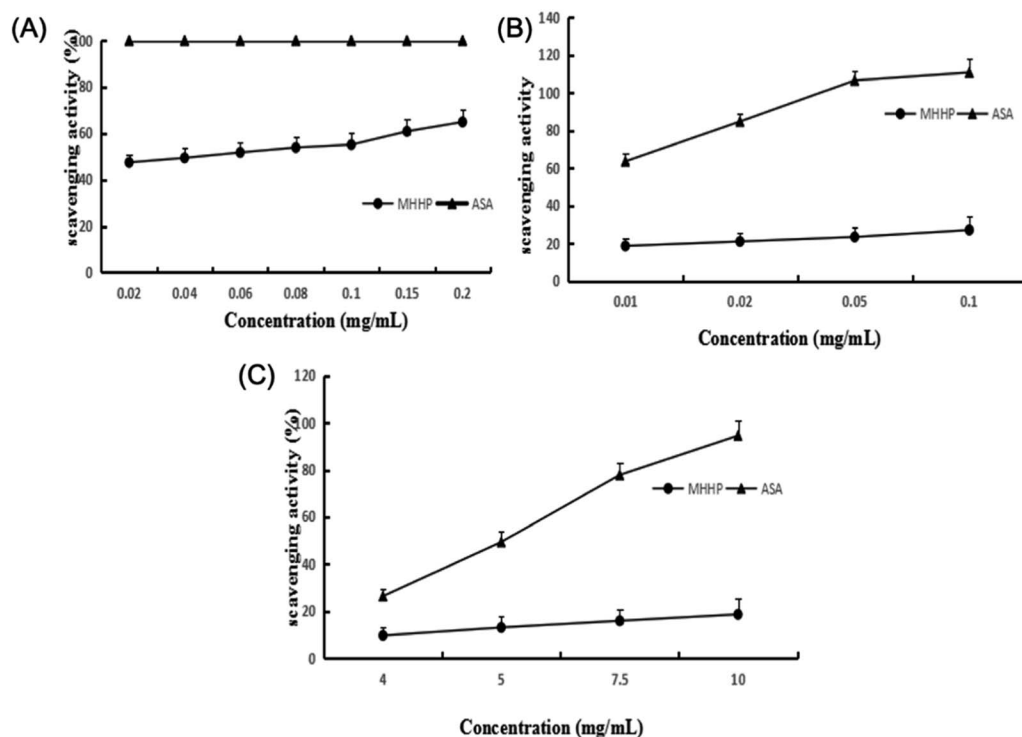 (A)
scavenging activity (%)
100
80
60
40
20
0
MHHP ASA
0.02 0.04 0.06 0.08 0.1 0.15 0.2
Concentration (mg/mL)
(B)
scavenging activity
140
120
100
80
60
40
20
0
MHHP ASA
0.01 0.02 0.05 0.1
Concentration (mg/mL)
(C)
scavenging activity (%)
120
100
80
60
40
20
0
MHHP ASA
4 5 7.5 10
Concentration (mg/mL)